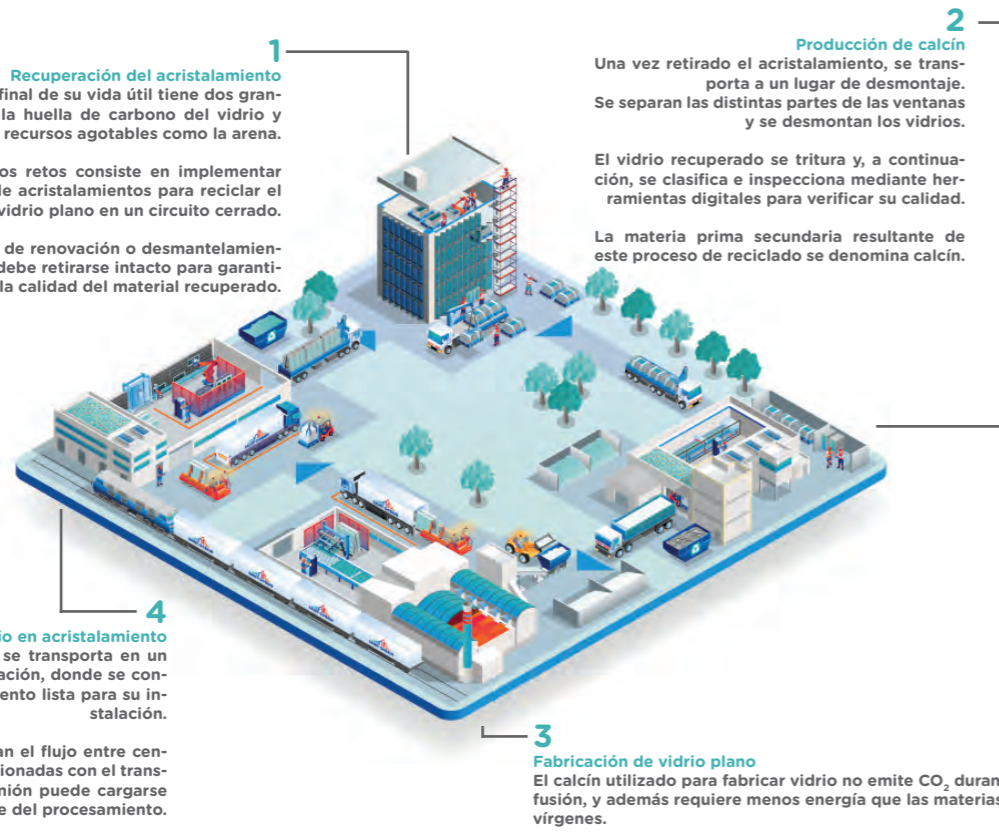 1
Recuperación del acristalamiento
final de su vida útil tiene dos gran-
la huella de carbono del vidrio y
recursos agotables como la arena.
os retos consiste en implementar
de acristalamientos para reciclar el
vidrio plano en un circuito cerrado.
de renovación o desmantelamien-
debe retirarse intacto para garanti-
la calidad del material recuperado.
2
Producción de calcín
Una vez retirado el acristalamiento, se trans-
porta a un lugar de desmontaje.
Se separan las distintas partes de las ventanas
y se desmontan los vidrios.
El vidrio recuperado se tritura y, a continua-
ción, se clasifica e inspecciona mediante her-
ramientas digitales para verificar su calidad.
La materia prima secundaria resultante de
este proceso de reciclado se denomina calcín.
3
Fabricación de vidrio plano
El calcín utilizado para fabricar vidrio no emite CO₂ duran
fusión, y además requiere menos energía que las materias
vírgenes.
4
io en acristalamiento
se transporta en un
ación, donde se con-
ento lista para su in-
stalación.
an el flujo entre cen-
ionadas con el trans-
mión puede cargarse
e del procesamiento.